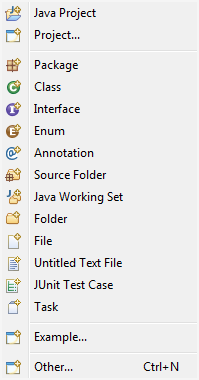 Java Project
Project...
Package
Class
Interface
Enum
Annotation
Source Folder
Java Working Set
Folder
File
Untitled Text File
JUnit Test Case
Task
Example...
Other... Ctrl+N